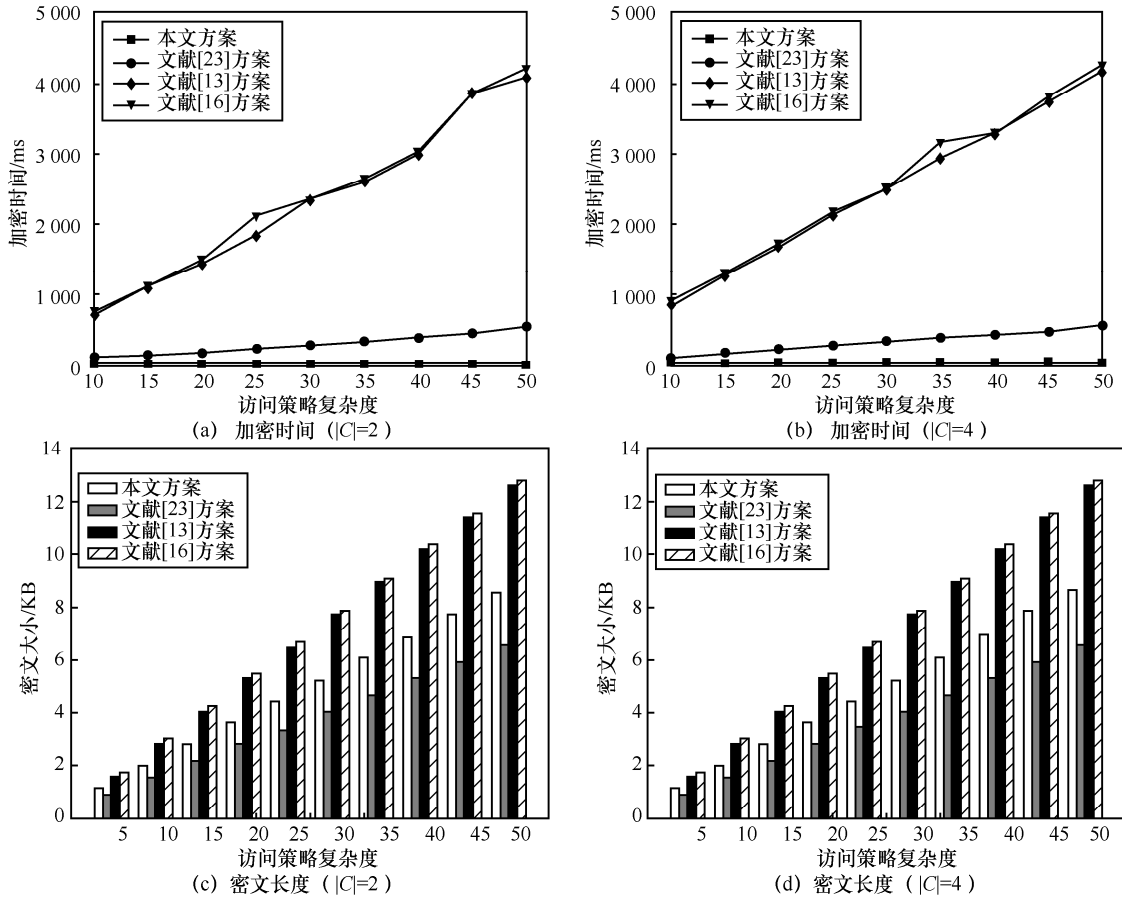 5 000
4 000
3 000
2 000
1 000
0
加密时间/ms
本文方案
文献[23]方案
文献[13]方案
文献[16]方案
10 15 20 25 30 35 40 45 50
访问策略复杂度
(a) 加密时间(|C|=2)
5 000
4 000
3 000
2 000
1 000
0
加密时间/ms
本文方案
文献[23]方案
文献[13]方案
文献[16]方案
10 15 20 25 30 35 40 45 50
访问策略复杂度
(b) 加密时间(|C|=4)
14
12
10
8
6
4
2
0
密文大小/KB
本文方案
文献[23]方案
文献[13]方案
文献[16]方案
5 10 15 20 25 30 35 40 45 50
访问策略复杂度
(c) 密文长度(|C|=2)
14
12
10
8
6
4
2
0
密文大小/KB
本文方案
文献[23]方案
文献[13]方案
文献[16]方案
5 10 15 20 25 30 35 40 45 50
访问策略复杂度
(d) 密文长度(|C|=4)